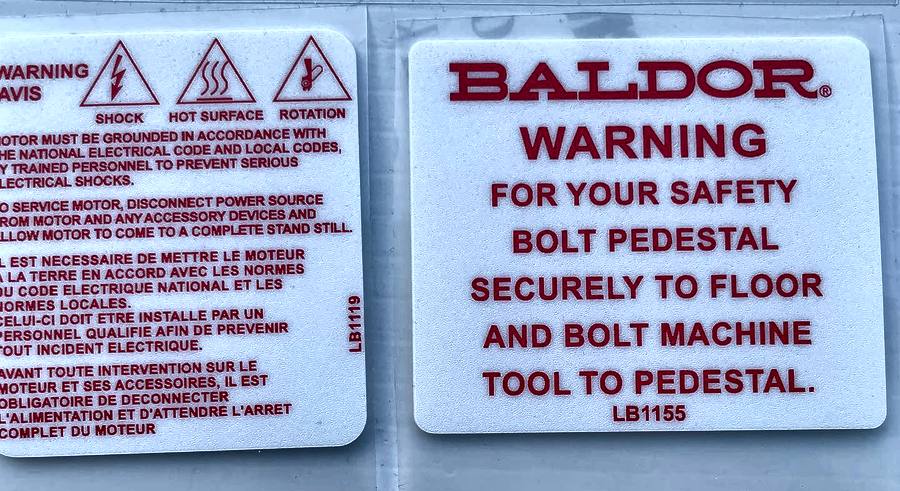 WARNING
AVIS
SHOCK HOT SURFACE ROTATION
OTOR MUST BE GROUNDED IN ACCORDANCE WITH
HE NATIONAL ELECTRICAL CODE AND LOCAL CODES,
Y TRAINED PERSONNEL TO PREVENT SERIOUS
LECTRICAL SHOCKS.
O SERVICE MOTOR, DISCONNECT POWER SOURCE
ROM MOTOR AND ANY ACCESSORY DEVICES AND
LLOW MOTOR TO COME TO A COMPLETE STAND STILL.
L EST NECESSAIRE DE METTRE LE MOTEUR
A LA TERRE EN ACCORD AVEC LES NORMES
DU CODE ELECTRIQUE NATIONAL ET LES
NORMES LOCALES.
CELUI-CI DOIT ETRE INSTALLE PAR UN
PERSONNEL QUALIFIE AFIN DE PREVENIR
TOUT INCIDENT ELECTRIQUE.
AVANT TOUTE INTERVENTION SUR LE
MOTEUR ET SES ACCESSOIRES, IL EST
OBLIGATOIRE DE DECONNECTER
L'ALIMENTATION ET D'ATTENDRE L'ARRET
COMPLET DU MOTEUR
LB1119
BALDOR®
WARNING
FOR YOUR SAFETY
BOLT PEDESTAL
SECURELY TO FLOOR
AND BOLT MACHINE
TOOL TO PEDESTAL.
LB1155